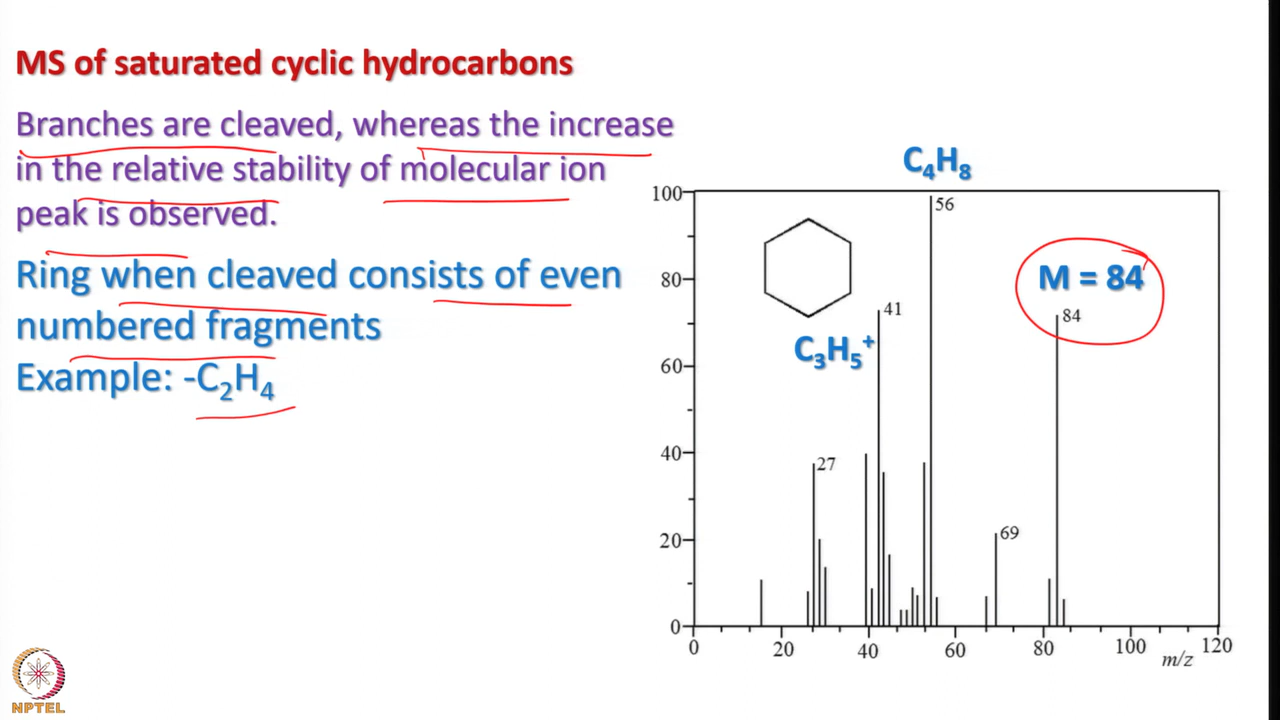 MS of saturated cyclic hydrocarbons
Branches are cleaved, whereas the increase
in the relative stability of molecular ion
peak is observed.
Ring when cleaved consists of even
numbered fragments
Example: -C₂H₄
C₄H₈
100
56
80
M = 84
41
84
C₃H₅⁺
60
40
27
20
69
0
0 20 40 60 80 100 120
m/z
NPTEL